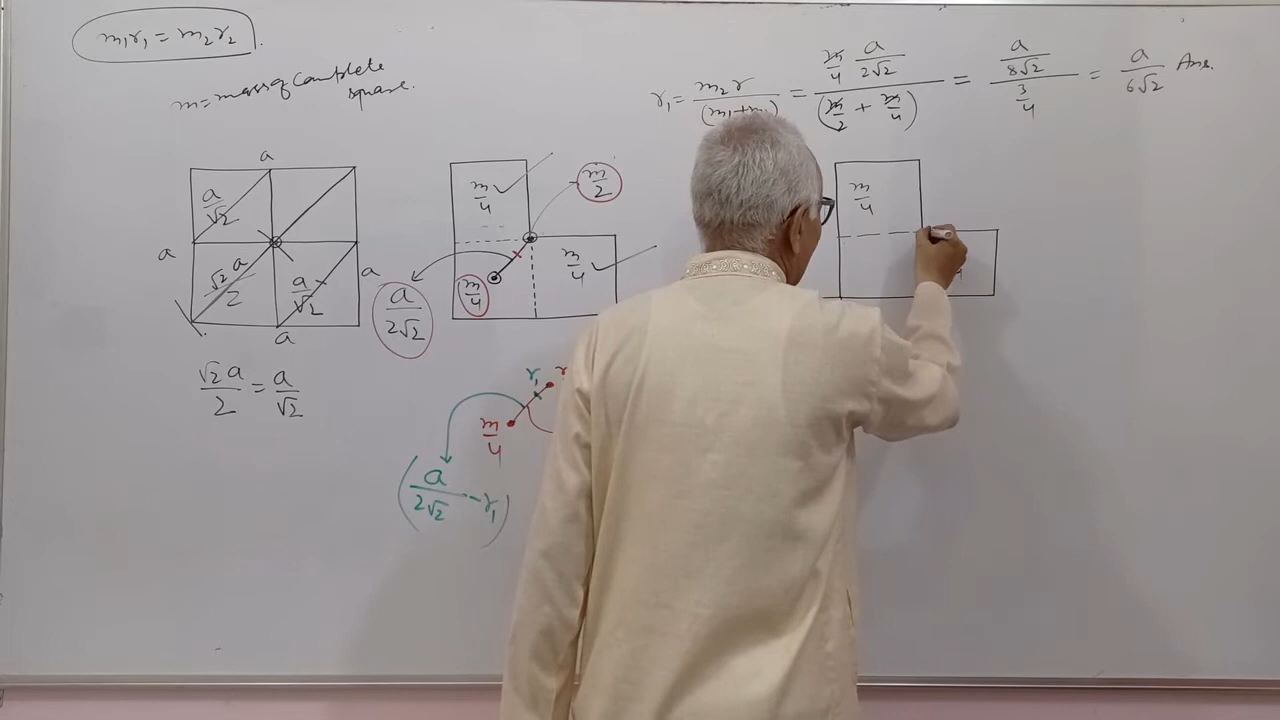 m₁r₁ = m₂r₂.
m = mass of complete
square.
r₁ = m₂r/(m₁+m₂) = (m/4 a/2√2)/(m/2 + m/4) = (a/8√2)/(3/4) = a/6√2 Ans.
a
a/√2
a
√2 a/2
a/√2
a
a
√2 a/2 = a/√2
m/4
m/2
m/4
m/4
a/2√2
r₁
m/4
(a/2√2 - r₁)
m/4